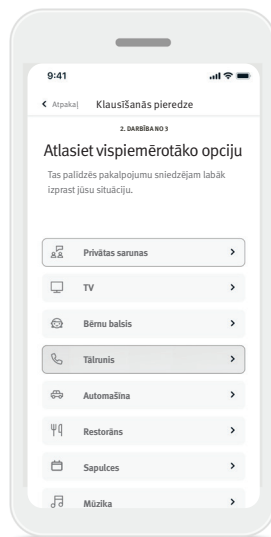 9:41
Atpakaļ Klausīšanās pieredze
2. DARBĪBA NO 3
Atlasiet vispiemērotāko opciju
Tas palīdzēs pakalpojumu sniedzējam labāk
izprast jūsu situāciju.
Privātas sarunas
TV
Bērnu balsis
Tālrunis
Automašīna
Restorāns
Sapulces
Mūzika